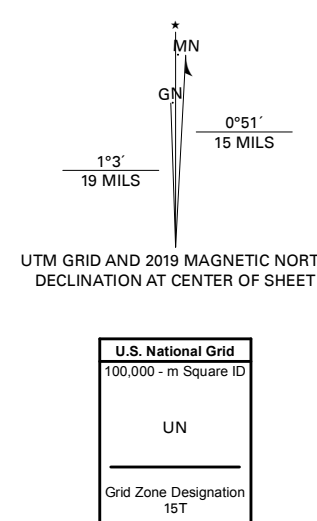 ★
MN
GN
0°51´
15 MILS
1°3´
19 MILS
UTM GRID AND 2019 MAGNETIC NORT
DECLINATION AT CENTER OF SHEET
U.S. National Grid
100,000 - m Square ID
UN
Grid Zone Designation
15T